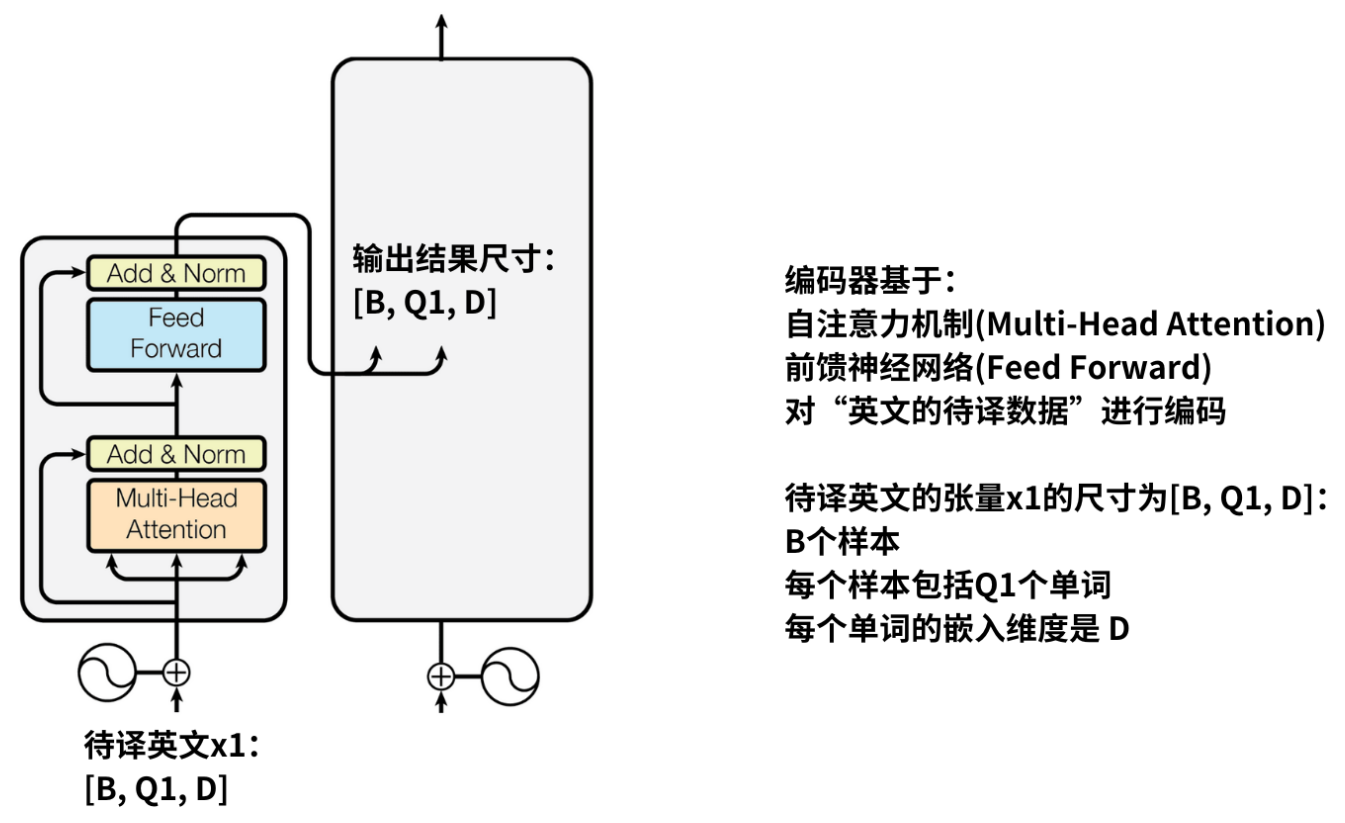 输出结果尺寸：
[B, Q1, D]
Add & Norm
Feed
Forward
Add & Norm
Multi-Head
Attention
待译英文x1：
[B, Q1, D]
编码器基于：
自注意力机制(Multi-Head Attention)
前馈神经网络(Feed Forward)
对“英文的待译数据”进行编码
待译英文的张量x1的尺寸为[B, Q1, D]：
B个样本
每个样本包括Q1个单词
每个单词的嵌入维度是 D